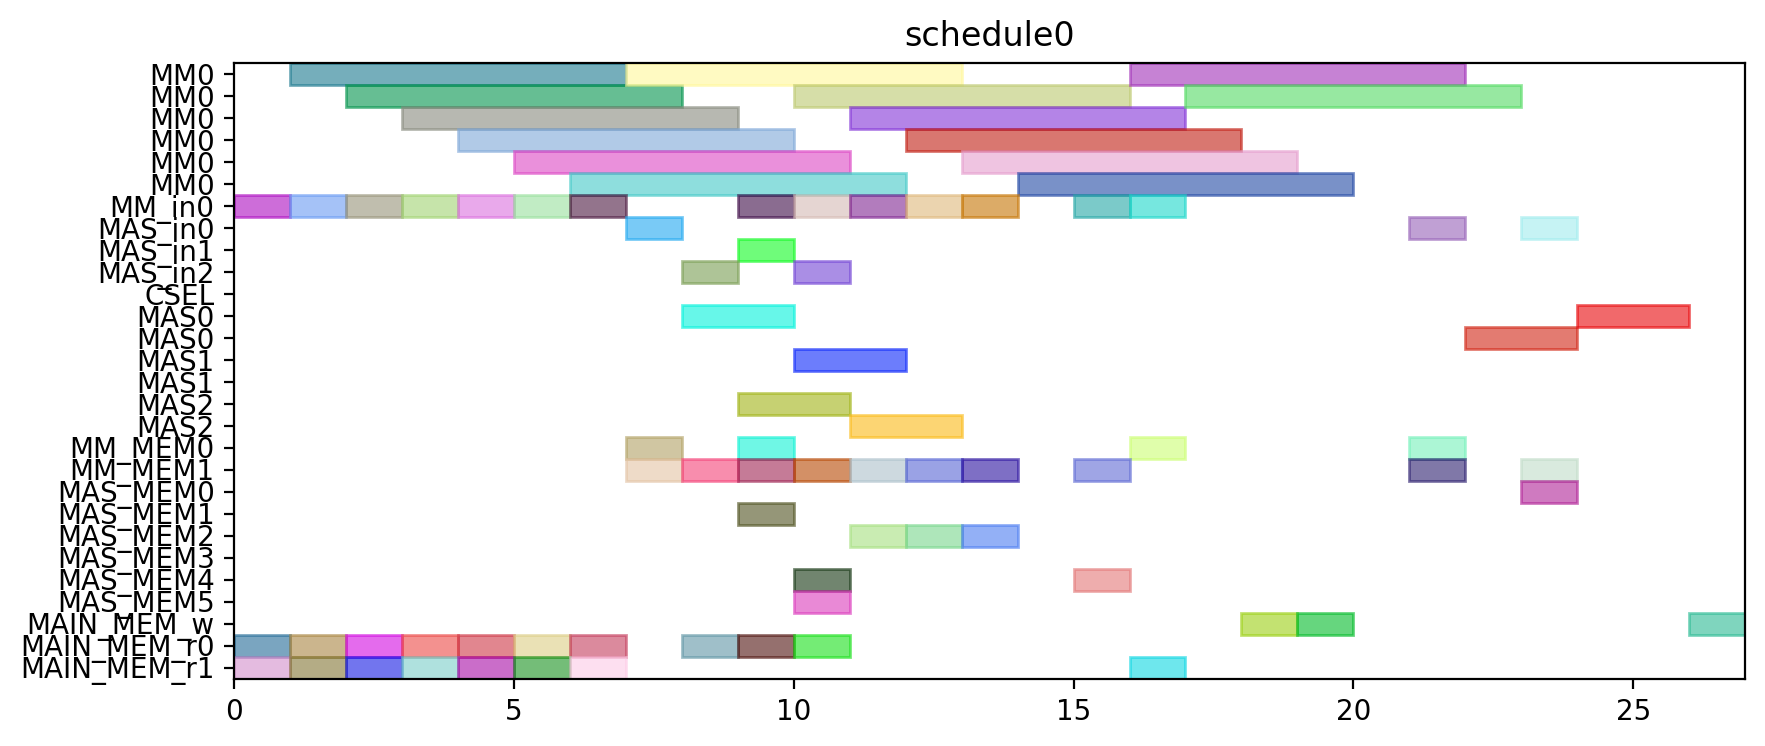 schedule0
MM0
MM0
MM0
MM0
MM0
MM0
MM_in0
MAS_in0
MAS_in1
MAS_in2
CSEL
MAS0
MAS0
MAS1
MAS1
MAS2
MAS2
MM_MEM0
MM_MEM1
MAS_MEM0
MAS_MEM1
MAS_MEM2
MAS_MEM3
MAS_MEM4
MAS_MEM5
MAIN_MEM_w
MAIN_MEM_r0
MAIN_MEM_r1
0 5 10 15 20 25